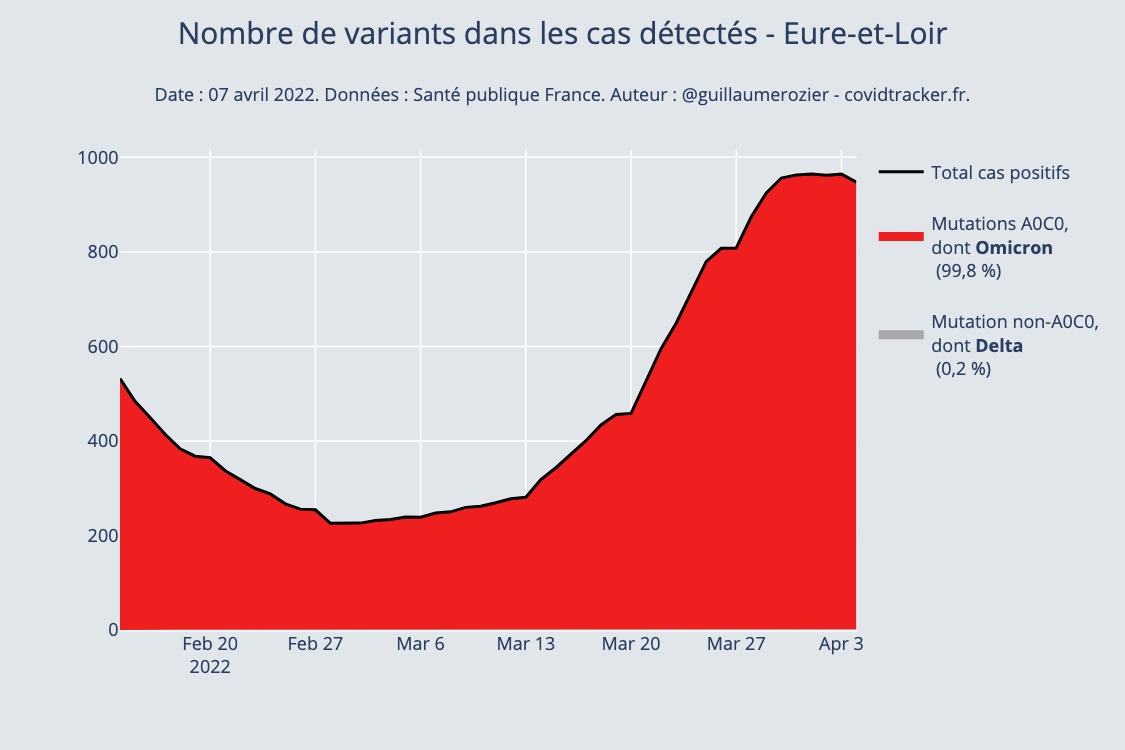 Nombre de variants dans les cas détectés - Eure-et-Loir
Date : 07 avril 2022. Données : Santé publique France. Auteur : @guillaumerozier - covidtracker.fr.
1000
800
600
400
200
0
Feb 20
2022
Feb 27
Mar 6
Mar 13
Mar 20
Mar 27
Apr 3
Total cas positifs
Mutations A0C0,
dont Omicron
(99,8 %)
Mutation non-A0C0,
dont Delta
(0,2 %)